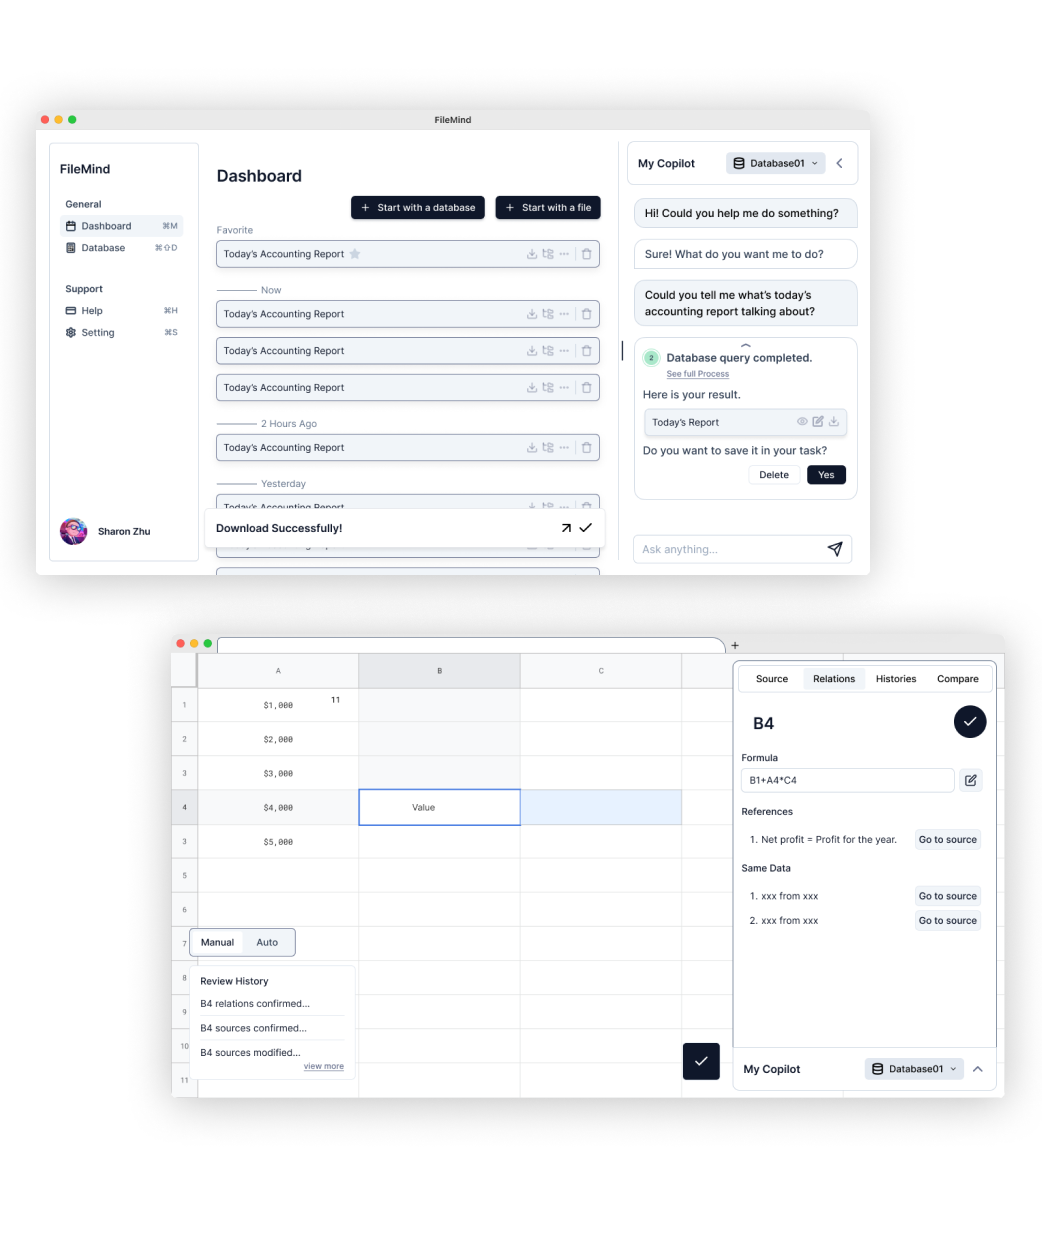 FileMind
FileMind
General
Dashboard ⌘M
Database ⌘⇧D
Support
Help ⌘H
Setting ⌘S
Sharon Zhu
Dashboard
+ Start with a database
+ Start with a file
Favorite
Today's Accounting Report
Now
Today's Accounting Report
Today's Accounting Report
Today's Accounting Report
2 Hours Ago
Today's Accounting Report
Yesterday
Today's Accounting Report
Download Successfully!
My Copilot
Database01
Hi! Could you help me do something?
Sure! What do you want me to do?
Could you tell me what's today's
accounting report talking about?
2
Database query completed.
See full Process
Here is your result.
Today's Report
Do you want to save it in your task?
Delete
Yes
Ask anything...
+
A B C
1 $1,000 11
2 $2,000
3 $3,000
4 $4,000 Value
3 $5,000
5
6
7
8
9
10
11
Manual Auto
Review History
B4 relations confirmed...
B4 sources confirmed...
B4 sources modified...
view more
Source Relations Histories Compare
B4
Formula
B1+A4*C4
References
1. Net profit = Profit for the year. Go to source
Same Data
1. xxx from xxx Go to source
2. xxx from xxx Go to source
My Copilot
Database01